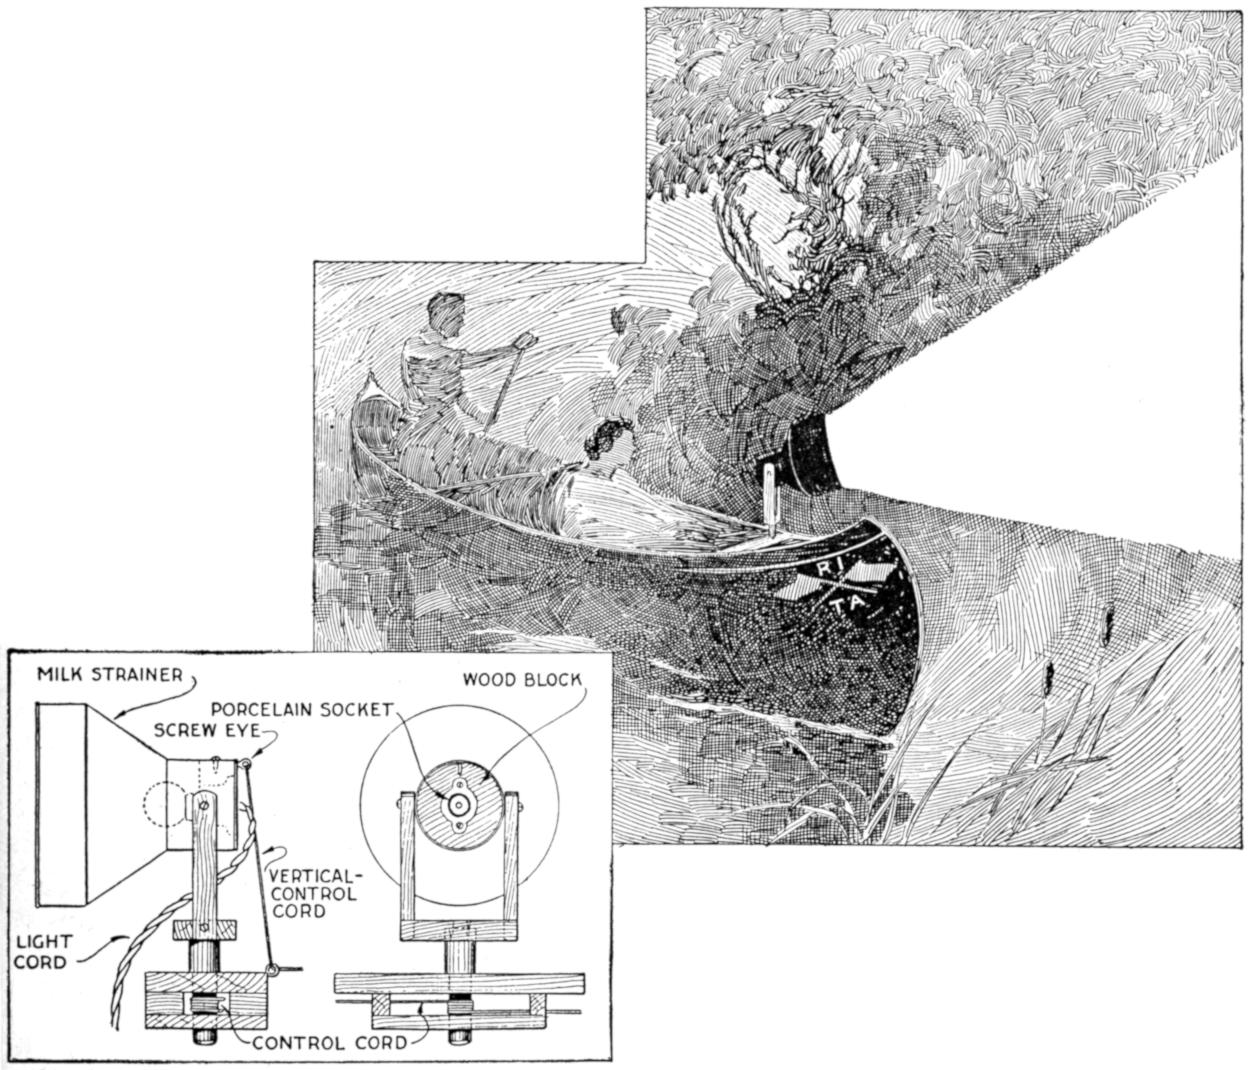 RI
TA
MILK STRAINER
WOOD BLOCK
PORCELAIN SOCKET
SCREW EYE
VERTICAL-
CONTROL
CORD
LIGHT
CORD
CONTROL CORD